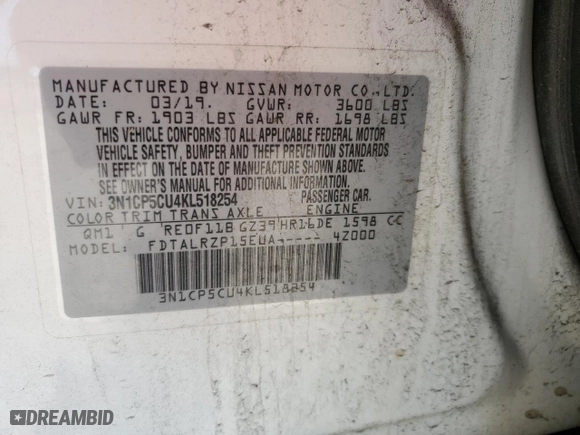 MANUFACTURED BY NISSAN MOTOR CO., LTD.
DATE: 03/19. GVWR: 3600 LBS
GAWR FR: 1903 LBS GAWR RR: 1698 LBS
THIS VEHICLE CONFORMS TO ALL APPLICABLE FEDERAL MOTOR
VEHICLE SAFETY, BUMPER AND THEFT PREVENTION STANDARDS
IN EFFECT ON THE DATE OF MANUFACTURE SHOWN ABOVE.
SEE OWNER'S MANUAL FOR ADDITIONAL INFORMATION.
VIN: 3N1CP5CU4KL518254 PASSENGER CAR.
COLOR TRIM TRANS AXLE ENGINE
QM1 G RE0F11B GZ39 HR16DE 1598 CC
MODEL: FDTALRZP15EUA----- 4Z000
3N1CP5CU4KL518254
DREAMBID